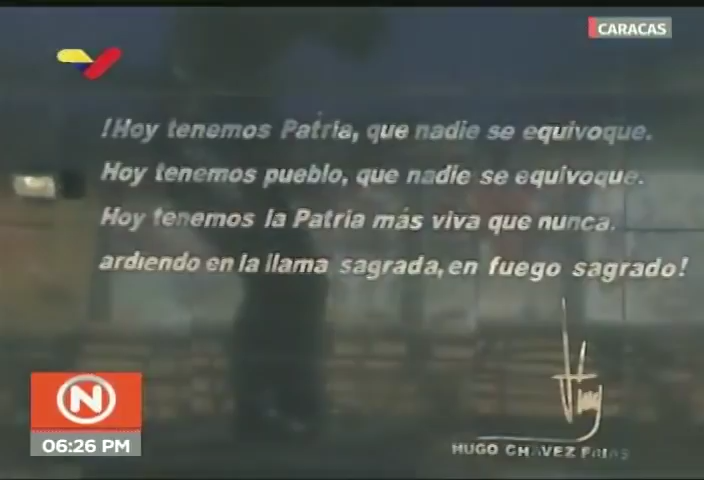 CARACAS
!Hoy tenemos Patria, que nadie se equivoque.
Hoy tenemos pueblo, que nadie se equivoque.
Hoy tenemos la Patria más viva que nunca.
ardiendo en la llama sagrada, en fuego sagrado!
HUGO CHÁVEZ FRIAS
N
06:26 PM